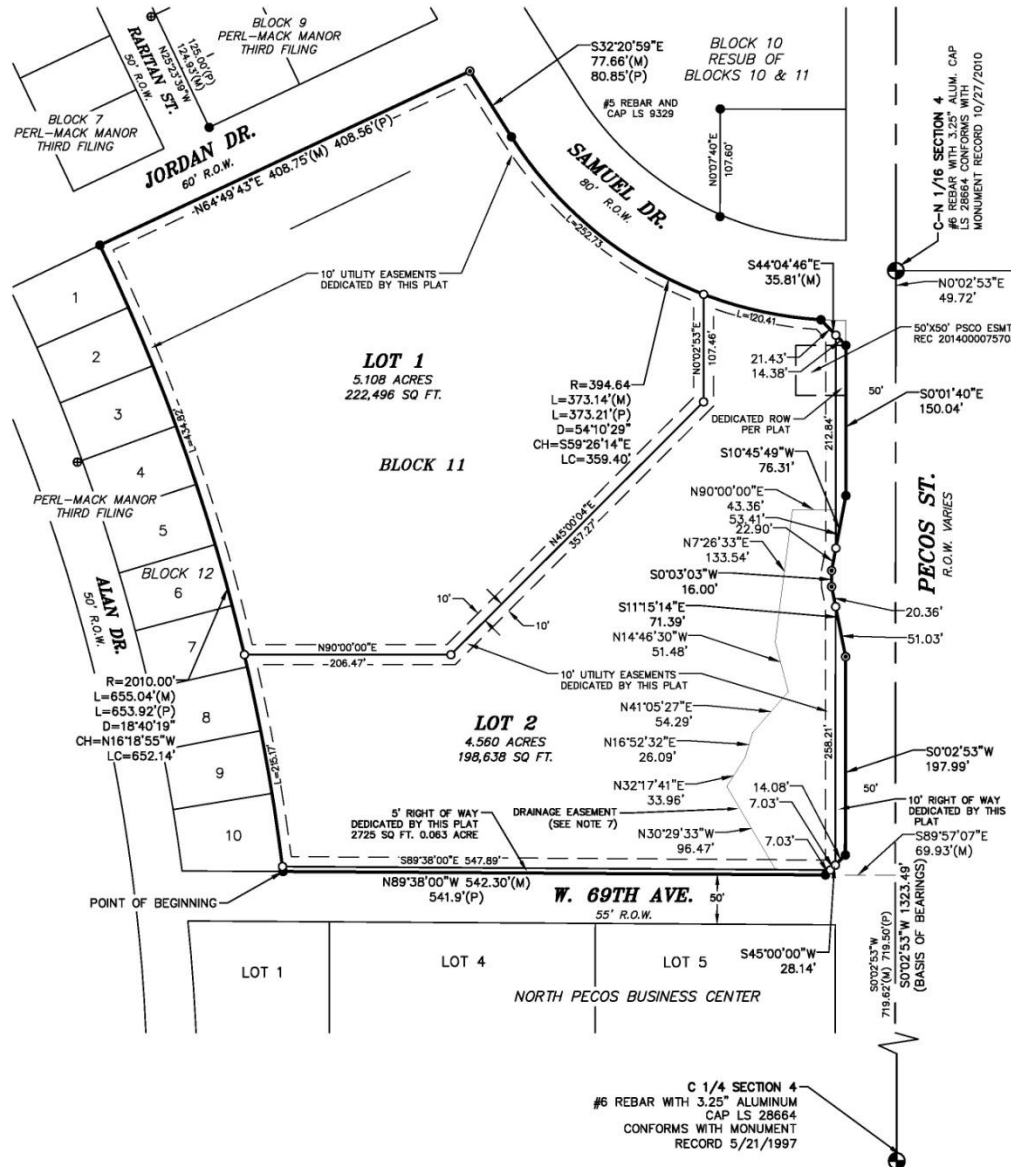 BLOCK 9
PERL-MACK MANOR
THIRD FILING
RARITAN ST.
50' R.O.W.
N25°23'39"W
124.93'(M)
125.00'(P)
BLOCK 7
PERL-MACK MANOR
THIRD FILING
JORDAN DR.
60' R.O.W.
N64°49'43"E 408.75'(M) 408.56'(P)
S32°20'59"E
77.66'(M)
80.85'(P)
BLOCK 10
RESUB OF
BLOCKS 10 & 11
#5 REBAR AND
CAP LS 9329
N0°07'40"E
107.60'
SAMUEL DR.
80' R.O.W.
C-N 1/16 SECTION 4
#6 REBAR WITH 3.25" ALUM. CAP
LS 28664 CONFORMS WITH
MONUMENT RECORD 10/27/2010
N0°02'53"E
49.72'
S44°04'46"E
35.81'(M)
L=252.73
L=120.41
10' UTILITY EASEMENTS
DEDICATED BY THIS PLAT
50'X50' PSCO ESMT
REC 201400007570
21.43'
14.38'
50'
S0°01'40"E
150.04'
N0°02'53"E
107.46'
LOT 1
5.108 ACRES
222,496 SQ FT.
R=394.64
L=373.14'(M)
L=373.21'(P)
D=54°10'29"
CH=S59°26'14"E
LC=359.40'
DEDICATED ROW
PER PLAT
212.84'
BLOCK 11
S10°45'49"W
76.31'
PECOS ST.
R.O.W. VARIES
1
2
3
4
5
6
7
8
9
10
L=434.82'
PERL-MACK MANOR
THIRD FILING
BLOCK 12
ALAN DR.
50' R.O.W.
N90°00'00"E
43.36'
53.41'
22.90'
N7°26'33"E
133.54'
S0°03'03"W
16.00'
S11°15'14"E
71.39'
20.36'
51.03'
N45°00'04"E
357.27'
10'
10'
N90°00'00"E
206.47'
N14°46'30"W
51.48'
10' UTILITY EASEMENTS
DEDICATED BY THIS PLAT
R=2010.00'
L=655.04'(M)
L=653.92'(P)
D=18°40'19"
CH=N16°18'55"W
LC=652.14'
N41°05'27"E
54.29'
LOT 2
4.560 ACRES
198,638 SQ FT.
N16°52'32"E
26.09'
258.21'
S0°02'53"W
197.99'
N32°17'41"E
33.96'
14.08'
7.03'
50'
5' RIGHT OF WAY
DEDICATED BY THIS PLAT
2725 SQ FT. 0.063 ACRE
DRAINAGE EASEMENT
(SEE NOTE 7)
10' RIGHT OF WAY
DEDICATED BY THIS
PLAT
N30°29'33"W
96.47'
7.03'
S89°57'07"E
69.93'(M)
S89°38'00"E 547.89'
N89°38'00"W 542.30'(M)
541.9'(P)
POINT OF BEGINNING
W. 69TH AVE.
55' R.O.W.
50'
S45°00'00"W
28.14'
LOT 1
LOT 4
LOT 5
NORTH PECOS BUSINESS CENTER
S0°02'53"W
719.62'(M) 719.50'(P)
S0°02'53"W 1323.49'
(BASIS OF BEARINGS)
C 1/4 SECTION 4
#6 REBAR WITH 3.25" ALUMINUM
CAP LS 28664
CONFORMS WITH MONUMENT
RECORD 5/21/1997